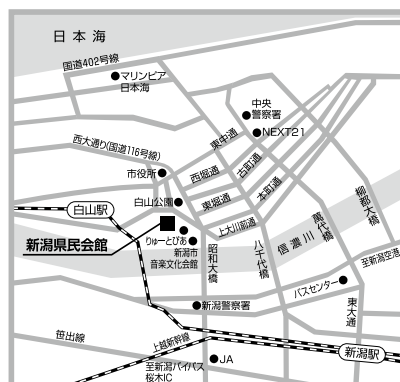 日本海
国道402号線
マリンピア
日本海
中央
警察署
NEXT21
西大通り(国道116号線)
東中通
市役所
西堀通
古町通
白山公園
東堀通
本町通
白山駅
上大川前通
柳都大橋
萬代橋
信濃川
新潟県民会館
りゅーとぴあ
新潟市
音楽文化会館
昭和大橋
八千代橋
至新潟空港
バスセンター
新潟警察署
東大通
笹出線
上越新幹線
新潟駅
至新潟バイパス
桜木IC
JA